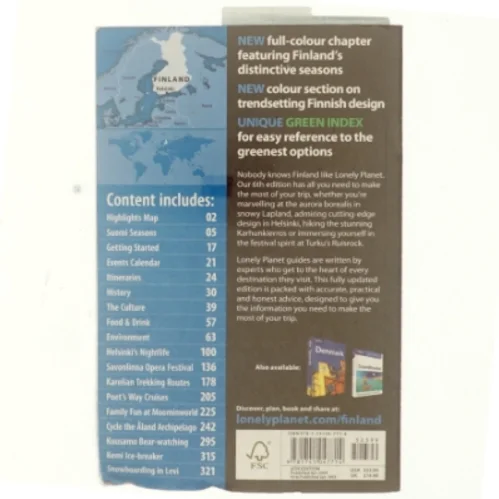 FINLAND
Helsinki
Content includes:
Highlights Map 02
Suomi Seasons 05
Getting Started 17
Events Calendar 21
Itineraries 24
History 30
The Culture 39
Food & Drink 57
Environment 63
Helsinki's Nightlife 100
Savonlinna Opera Festival 136
Karelian Trekking Routes 178
Poet's Way Cruises 205
Family Fun at Moominworld 225
Cycle the Åland Archipelago 242
Kuusamo Bear-watching 295
Kemi Ice-breaker 315
Snowboarding in Levi 321
NEW full-colour chapter
featuring Finland's
distinctive seasons
NEW colour section on
trendsetting Finnish design
UNIQUE GREEN INDEX
for easy reference to the
greenest options
Nobody knows Finland like Lonely Planet.
Our 6th edition has all you need to make
the most of your trip, whether you're
marvelling at the aurora borealis in
snowy Lapland, admiring cutting-edge
design in Helsinki, hiking the stunning
Karhunkierros or immersing yourself in
the festival spirit at Turku's Ruisrock.
Lonely Planet guides are written by
experts who get to the heart of every
destination they visit. This fully updated
edition is packed with accurate, practical
and honest advice, designed to give you
the information you need to make the
most of your trip.
Also available:
Denmark
Discover, plan, book and share at:
lonelyplanet.com/finland
FSC